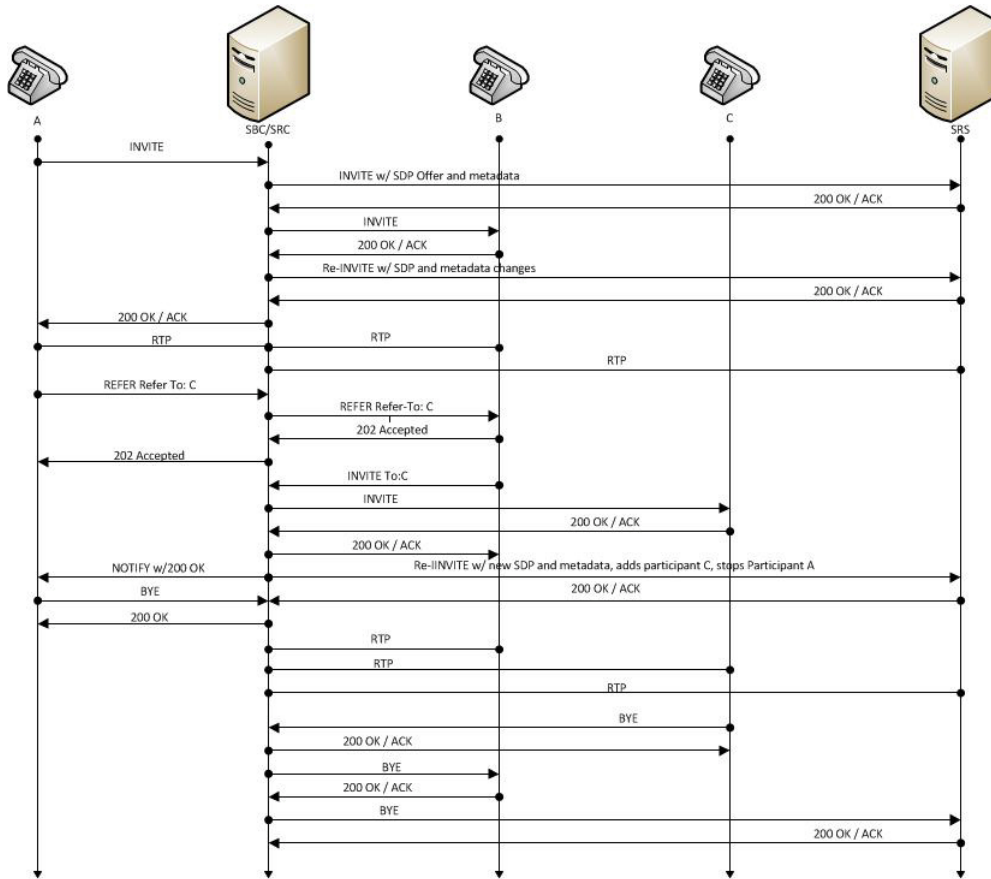 A
SBC/SRC
B
C
SRS
INVITE
INVITE w/ SDP Offer and metadata
200 OK / ACK
INVITE
200 OK / ACK
Re-INVITE w/ SDP and metadata changes
200 OK / ACK
200 OK / ACK
RTP
RTP
RTP
REFER Refer To: C
REFER Refer-To: C
202 Accepted
202 Accepted
INVITE To:C
INVITE
200 OK / ACK
200 OK / ACK
NOTIFY w/200 OK
Re-IINVITE w/ new SDP and metadata, adds participant C, stops Participant A
BYE
200 OK / ACK
200 OK
RTP
RTP
RTP
BYE
200 OK / ACK
BYE
200 OK / ACK
BYE
200 OK / ACK